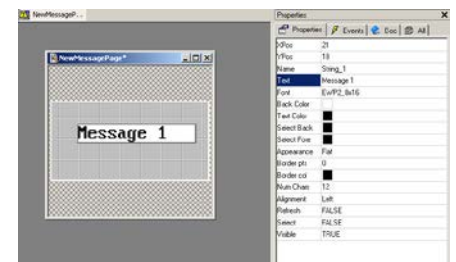 NewMessageP...
NewMessagePage*
Message 1
Properties
Properties Events Doc All
XPos 21
YPos 18
Name String_1
Text Message 1
Font EwP2_8x16
Back Color
Text Color
Select Back
Select Fore
Appearance Flat
Border pts 0
Border col
Num Chars 12
Alignment Left
Refresh FALSE
Select FALSE
Visible TRUE